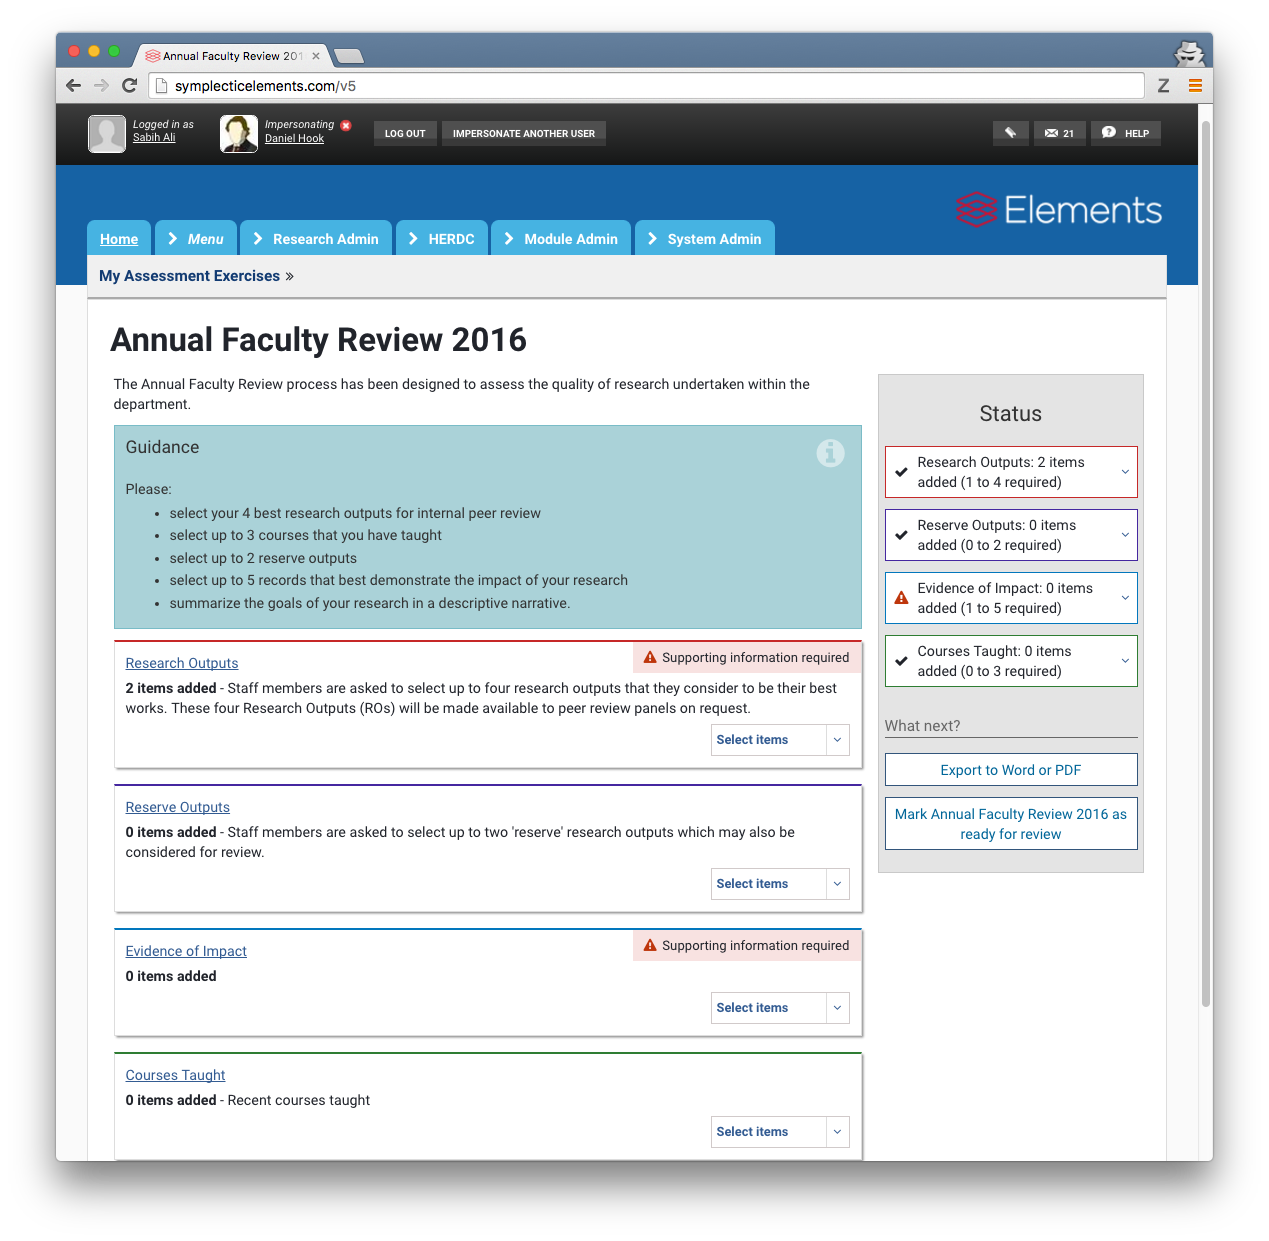 Annual Faculty Review 201
symplecticelements.com/v5
Z
Logged in as
Sabih Ali
Impersonating
Daniel Hook
LOG OUT
IMPERSONATE ANOTHER USER
21
HELP
Elements
Home
Menu
Research Admin
HERDC
Module Admin
System Admin
My Assessment Exercises »
Annual Faculty Review 2016
The Annual Faculty Review process has been designed to assess the quality of research undertaken within the
department.
Guidance
Please:
• select your 4 best research outputs for internal peer review
• select up to 3 courses that you have taught
• select up to 2 reserve outputs
• select up to 5 records that best demonstrate the impact of your research
• summarize the goals of your research in a descriptive narrative.
Research Outputs
Supporting information required
2 items added - Staff members are asked to select up to four research outputs that they consider to be their best
works. These four Research Outputs (ROs) will be made available to peer review panels on request.
Select items
Reserve Outputs
0 items added - Staff members are asked to select up to two 'reserve' research outputs which may also be
considered for review.
Select items
Evidence of Impact
Supporting information required
0 items added
Select items
Courses Taught
0 items added - Recent courses taught
Select items
Status
Research Outputs: 2 items
added (1 to 4 required)
Reserve Outputs: 0 items
added (0 to 2 required)
Evidence of Impact: 0 items
added (1 to 5 required)
Courses Taught: 0 items
added (0 to 3 required)
What next?
Export to Word or PDF
Mark Annual Faculty Review 2016 as
ready for review